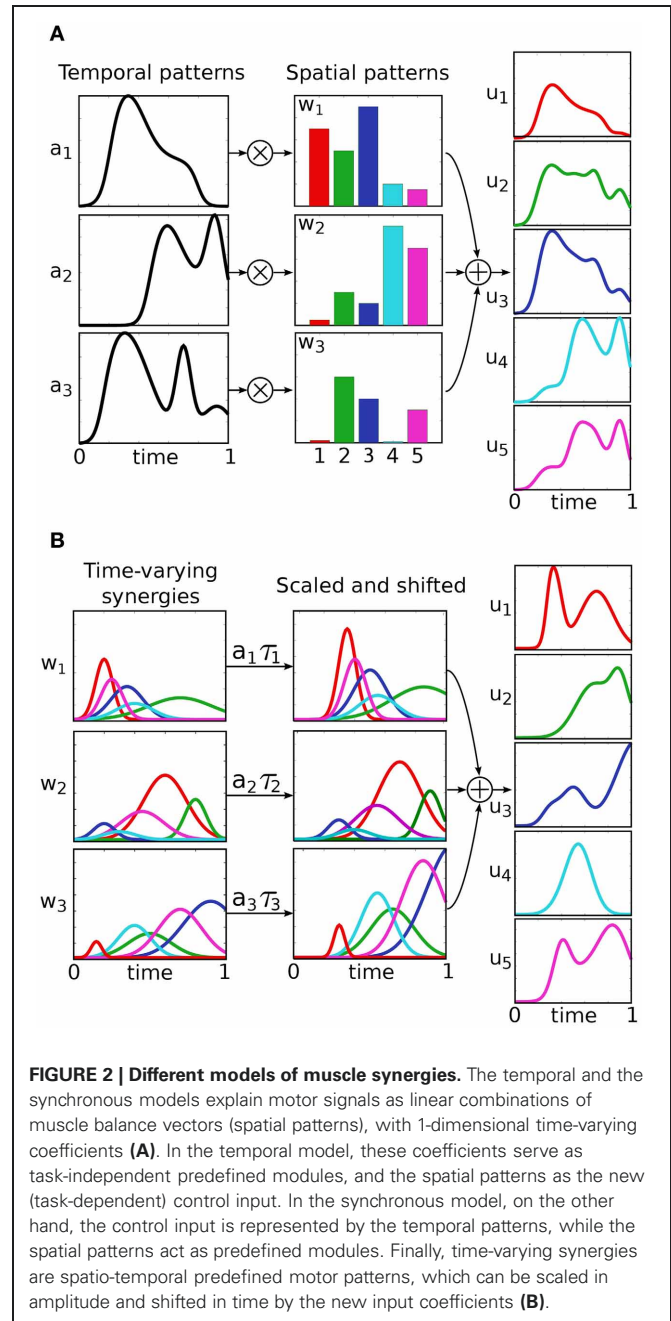 A
Temporal patterns
Spatial patterns
a1
a2
a3
w1
w2
w3
0 time 1
1 2 3 4 5
u1
u2
u3
u4
u5
0 time 1
B
Time-varying
synergies
Scaled and shifted
w1
w2
w3
a1τ1
a2τ2
a3τ3
0 time 1
0 time 1
u1
u2
u3
u4
u5
0 time 1
FIGURE 2 | Different models of muscle synergies. The temporal and the
synchronous models explain motor signals as linear combinations of
muscle balance vectors (spatial patterns), with 1-dimensional time-varying
coefficients (A). In the temporal model, these coefficients serve as
task-independent predefined modules, and the spatial patterns as the new
(task-dependent) control input. In the synchronous model, on the other
hand, the control input is represented by the temporal patterns, while the
spatial patterns act as predefined modules. Finally, time-varying synergies
are spatio-temporal predefined motor patterns, which can be scaled in
amplitude and shifted in time by the new input coefficients (B).